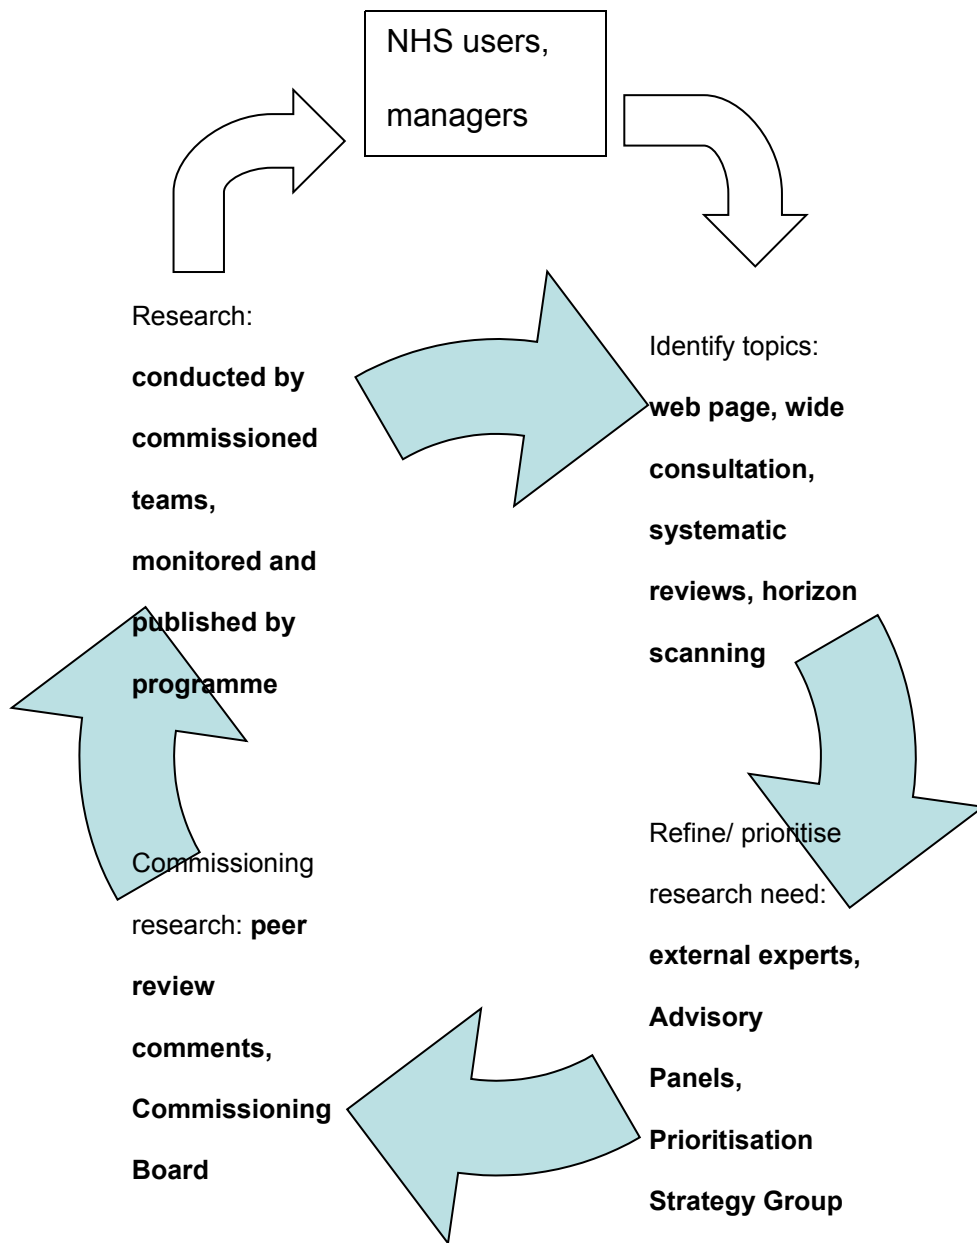 NHS users,
managers
Research:
conducted by
commissioned
teams,
monitored and
published by
programme
Identify topics:
web page, wide
consultation,
systematic
reviews, horizon
scanning
Commissioning
research: peer
review
comments,
Commissioning
Board
Refine/ prioritise
research need:
external experts,
Advisory
Panels,
Prioritisation
Strategy Group